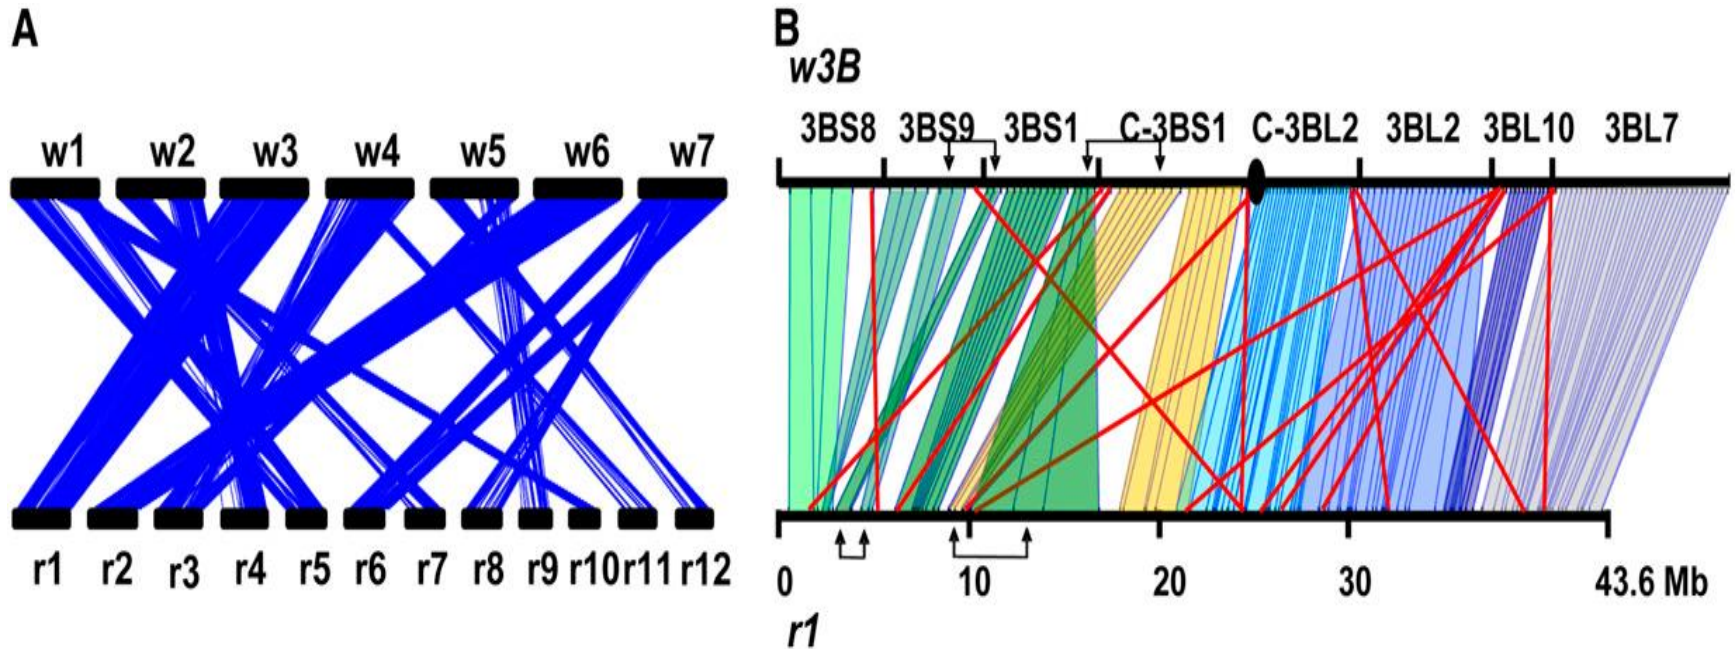 A
w1 w2 w3 w4 w5 w6 w7
r1 r2 r3 r4 r5 r6 r7 r8 r9 r10 r11 r12
B
w3B
3BS8 3BS9 3BS1 C-3BS1 C-3BL2 3BL2 3BL10 3BL7
0 10 20 30 43.6 Mb
r1